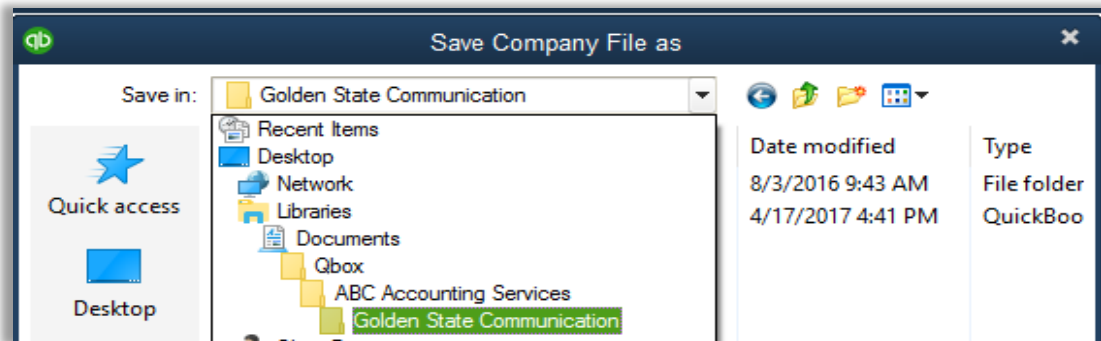 qb
Save Company File as
Save in:
Golden State Communication
Recent Items
Desktop
Network
Libraries
Documents
Qbox
ABC Accounting Services
Golden State Communication
Quick access
Desktop
Date modified Type
8/3/2016 9:43 AM File folder
4/17/2017 4:41 PM QuickBoo